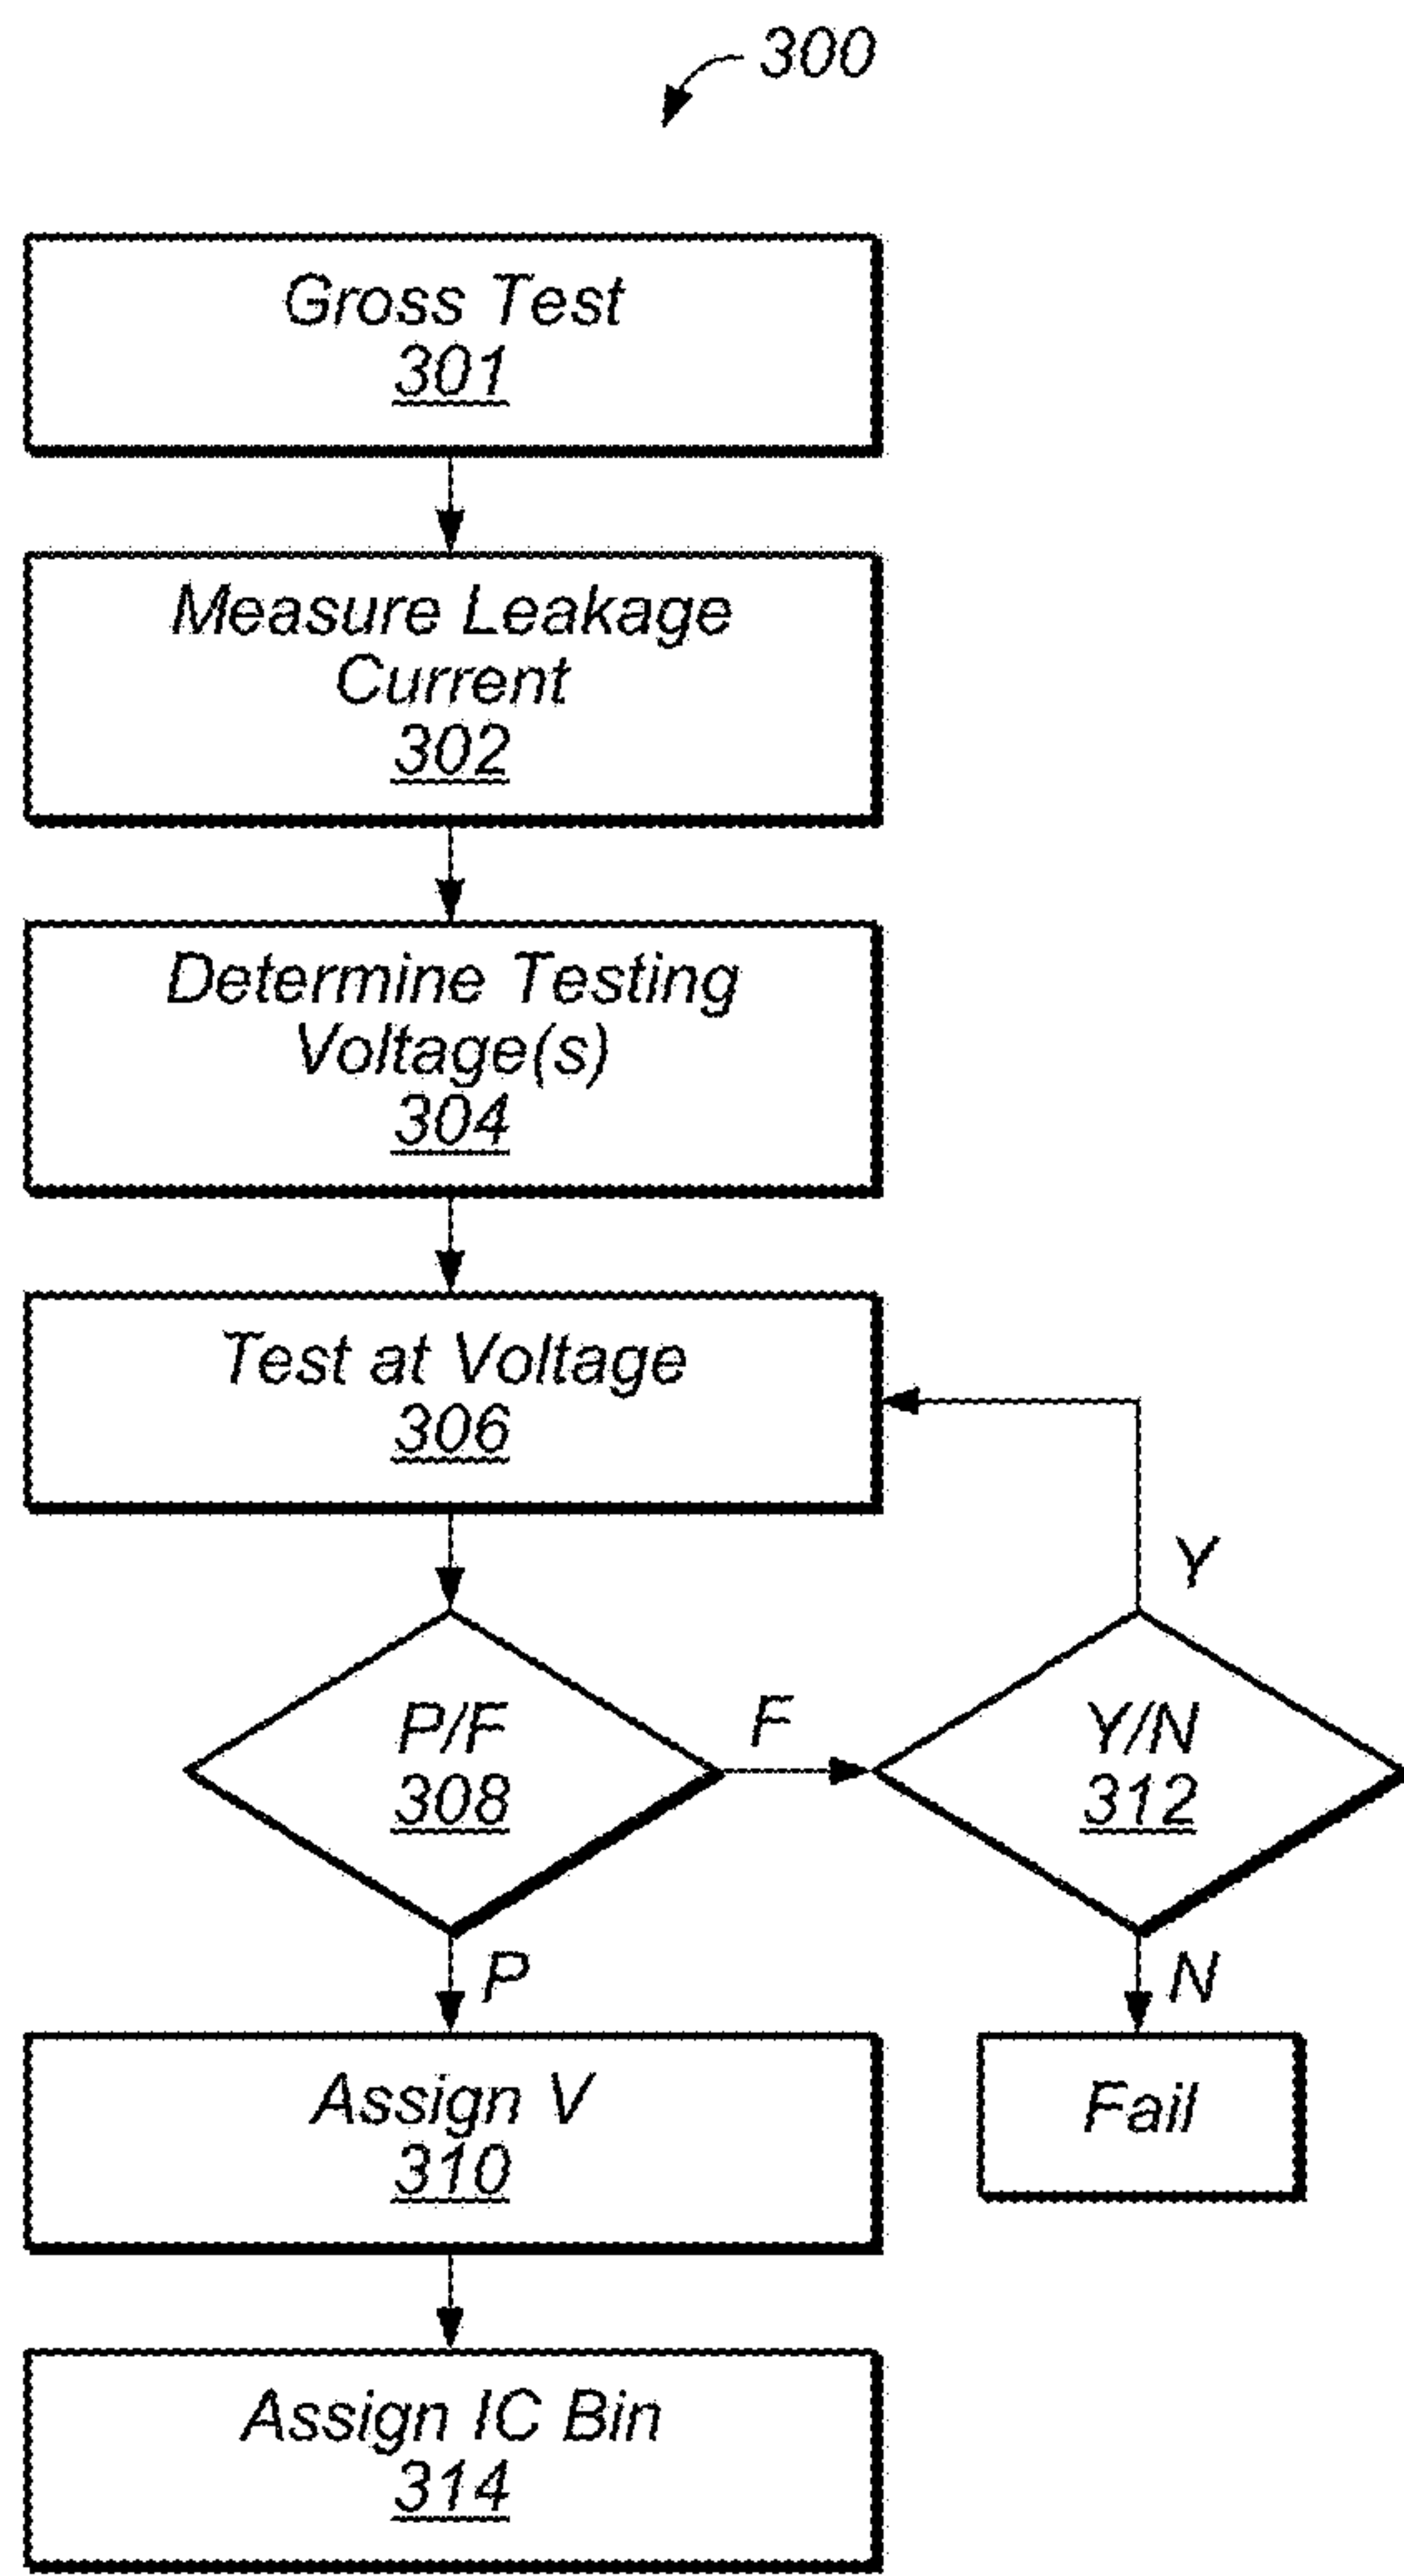 300
Gross Test
301
Measure Leakage
Current
302
Determine Testing
Voltage(s)
304
Test at Voltage
306
Y
P/F
308
F
Y/N
312
P
N
Assign V
310
Fail
Assign IC Bin
314